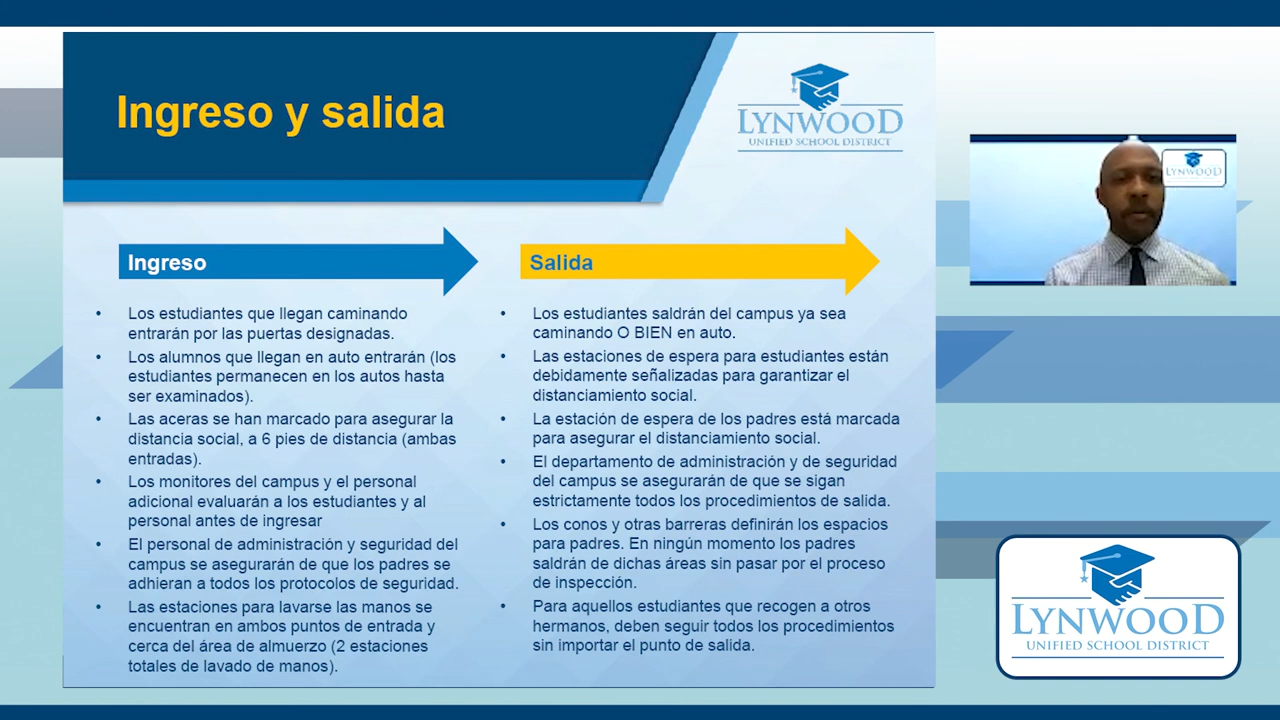 Ingreso y salida
LYNWOOD
UNIFIED SCHOOL DISTRICT
LYNWOOD
Ingreso
Los estudiantes que llegan caminando
entrarán por las puertas designadas.
Los alumnos que llegan en auto entrarán (los
estudiantes permanecen en los autos hasta
ser examinados).
Las aceras se han marcado para asegurar la
distancia social, a 6 pies de distancia (ambas
entradas).
Los monitores del campus y el personal
adicional evaluarán a los estudiantes y al
personal antes de ingresar
El personal de administración y seguridad del
campus se asegurarán de que los padres se
adhieran a todos los protocolos de seguridad.
Las estaciones para lavarse las manos se
encuentran en ambos puntos de entrada y
cerca del área de almuerzo (2 estaciones
totales de lavado de manos).
Salida
Los estudiantes saldrán del campus ya sea
caminando O BIEN en auto.
Las estaciones de espera para estudiantes están
debidamente señalizadas para garantizar el
distanciamiento social.
La estación de espera de los padres está marcada
para asegurar el distanciamiento social.
El departamento de administración y de seguridad
del campus se asegurarán de que se sigan
estrictamente todos los procedimientos de salida.
Los conos y otras barreras definirán los espacios
para padres. En ningún momento los padres
saldrán de dichas áreas sin pasar por el proceso
de inspección.
Para aquellos estudiantes que recogen a otros
hermanos, deben seguir todos los procedimientos
sin importar el punto de salida.
LYNWOOD
UNIFIED SCHOOL DISTRICT